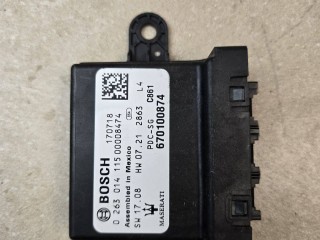 BOSCH 170718
0 263 014 115 00008474
Assembled in Mexico
SW 17.08 HW 07.21 2863 L4
PDC-SG C861
670100874
MASERATI